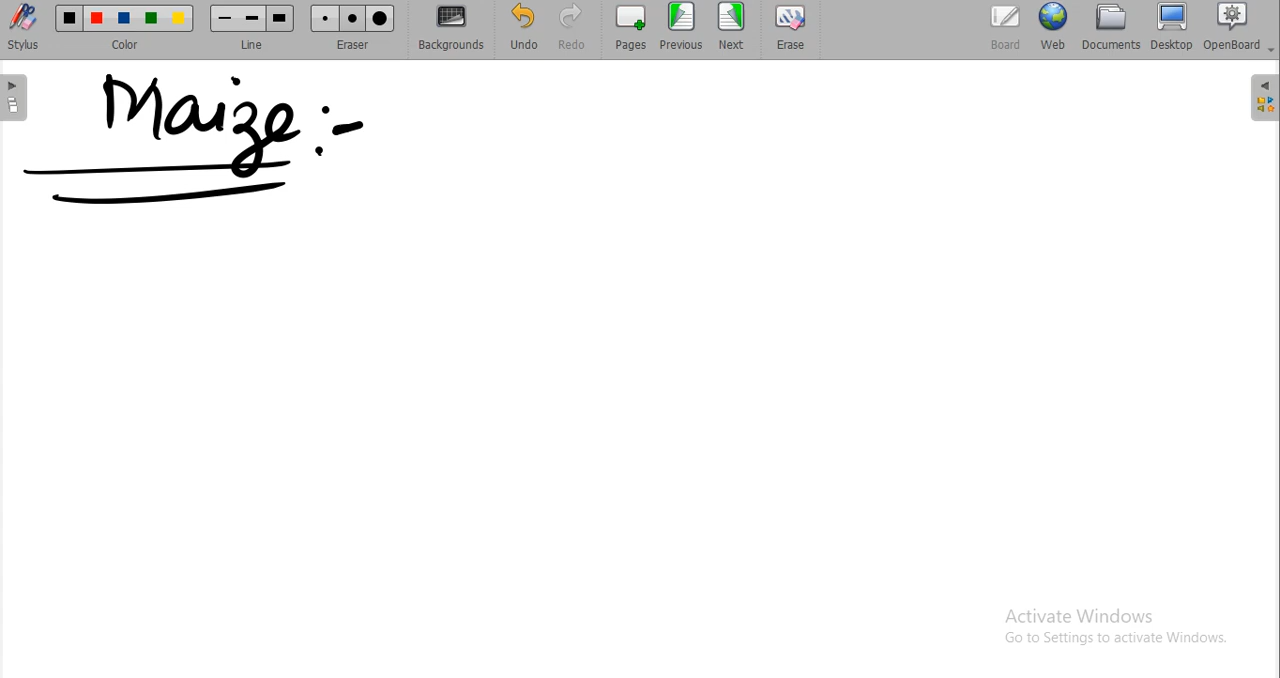 Stylus Color Line Eraser Backgrounds Undo Redo Pages Previous Next Erase Board Web Documents Desktop OpenBoard
Maize :-
Activate Windows
Go to Settings to activate Windows.